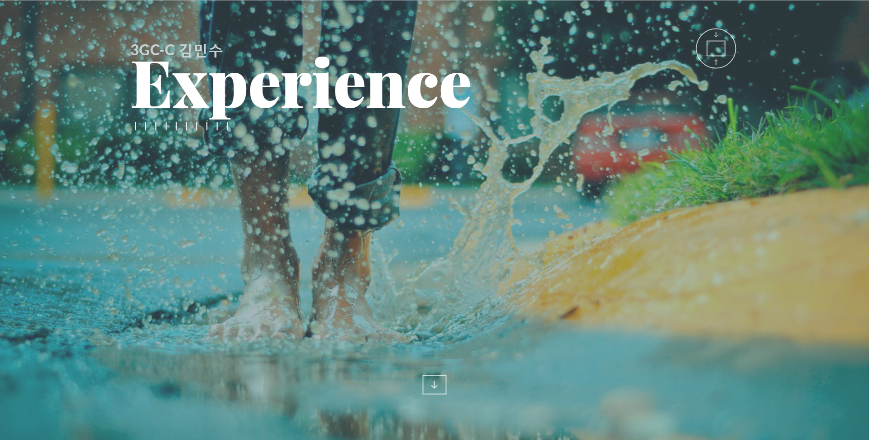 3GC-C 김민수
Experience